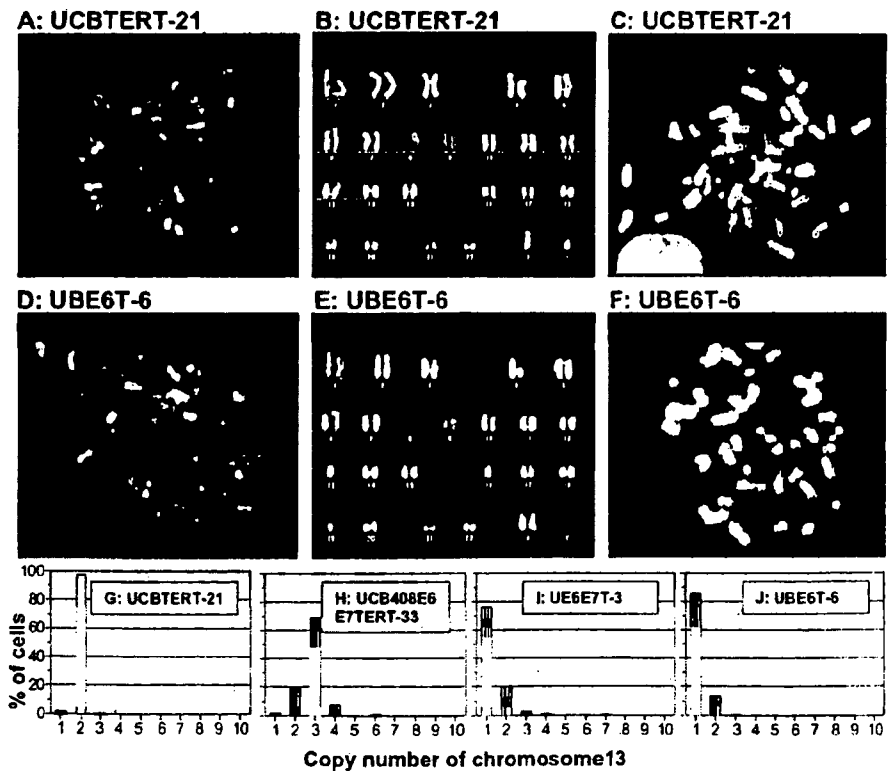 A: UCBTERT-21 B: UCBTERT-21 C: UCBTERT-21
D: UBE6T-6 E: UBE6T-6 F: UBE6T-6
% of cells
100
80
60
40
20
0
G: UCBTERT-21
H: UCB408E6
E7TERT-33
I: UE6E7T-3
J: UBE6T-6
1 2 3 4 5 6 7 8 9 10 1 2 3 4 5 6 7 8 9 10 1 2 3 4 5 6 7 8 9 10 1 2 3 4 5 6 7 8 9 10
Copy number of chromosome13